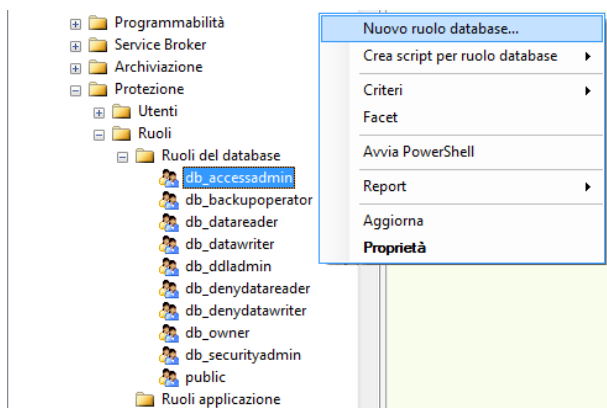 Programmabilità
Service Broker
Archiviazione
Protezione
Utenti
Ruoli
Ruoli del database
db_accessadmin
db_backupoperator
db_datareader
db_datawriter
db_ddladmin
db_denydatareader
db_denydatawriter
db_owner
db_securityadmin
public
Ruoli applicazione
Nuovo ruolo database...
Crea script per ruolo database
Criteri
Facet
Avvia PowerShell
Report
Aggiorna
Proprietà